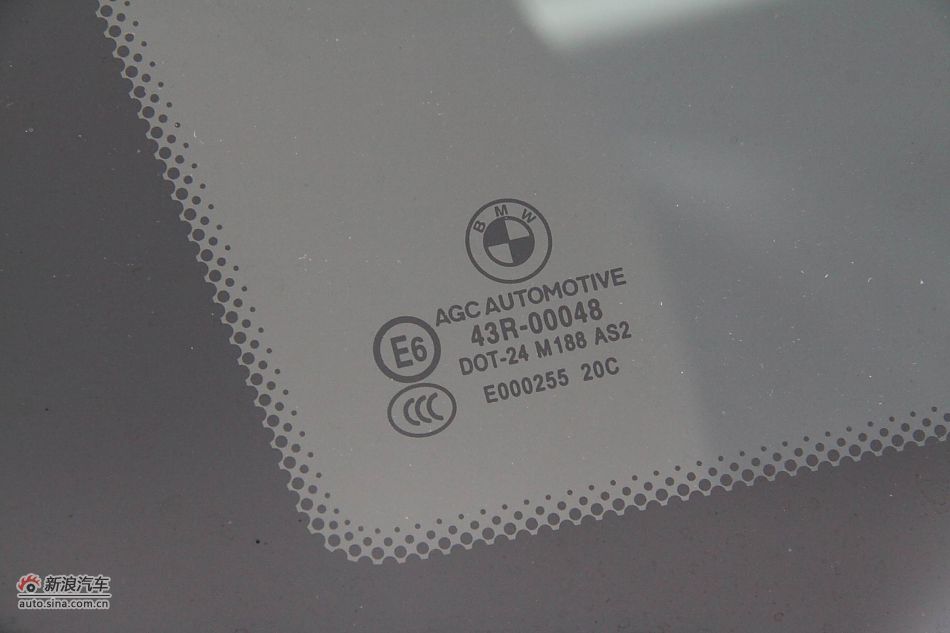 BMW
AGC AUTOMOTIVE
43R-00048
E6
DOT-24 M188 AS2
E000255 20C
CCC
新浪汽车
auto.sina.com.cn